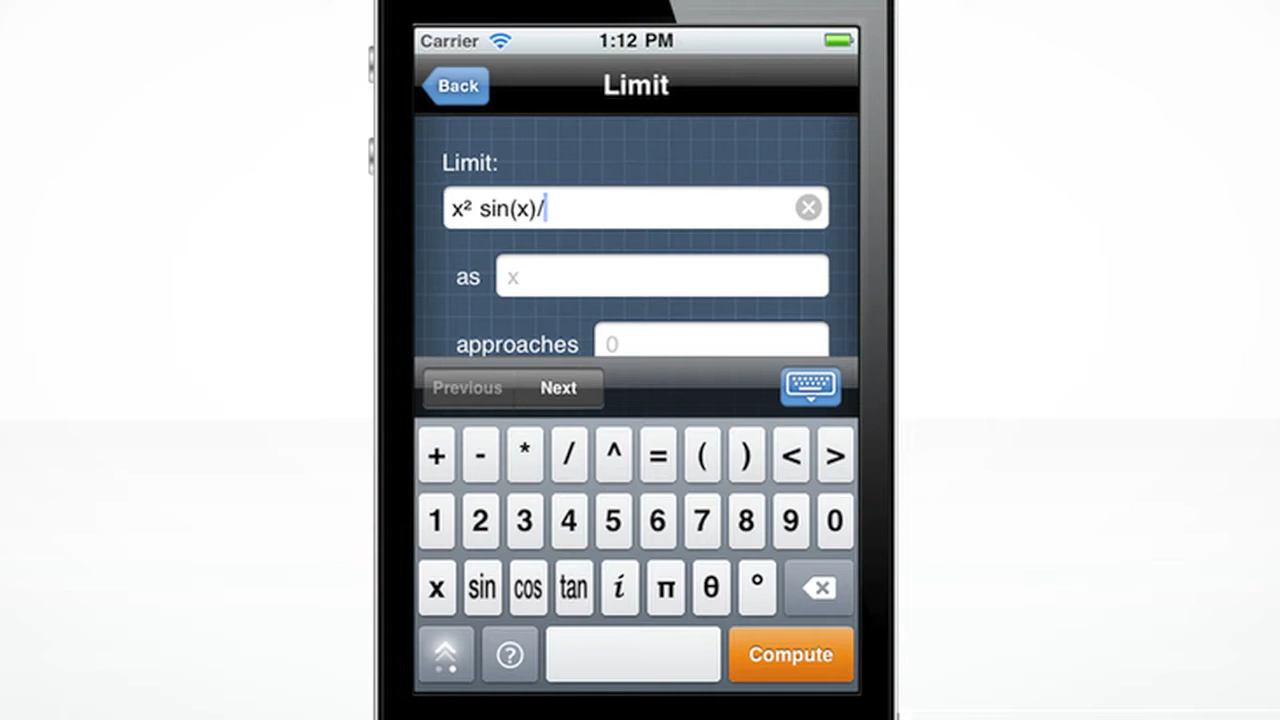 Carrier 1:12 PM
Back Limit
Limit:
x² sin(x)/
as x
approaches 0
Previous Next
+ - * / ^ = ( ) < >
1 2 3 4 5 6 7 8 9 0
x sin cos tan i π θ °
? Compute